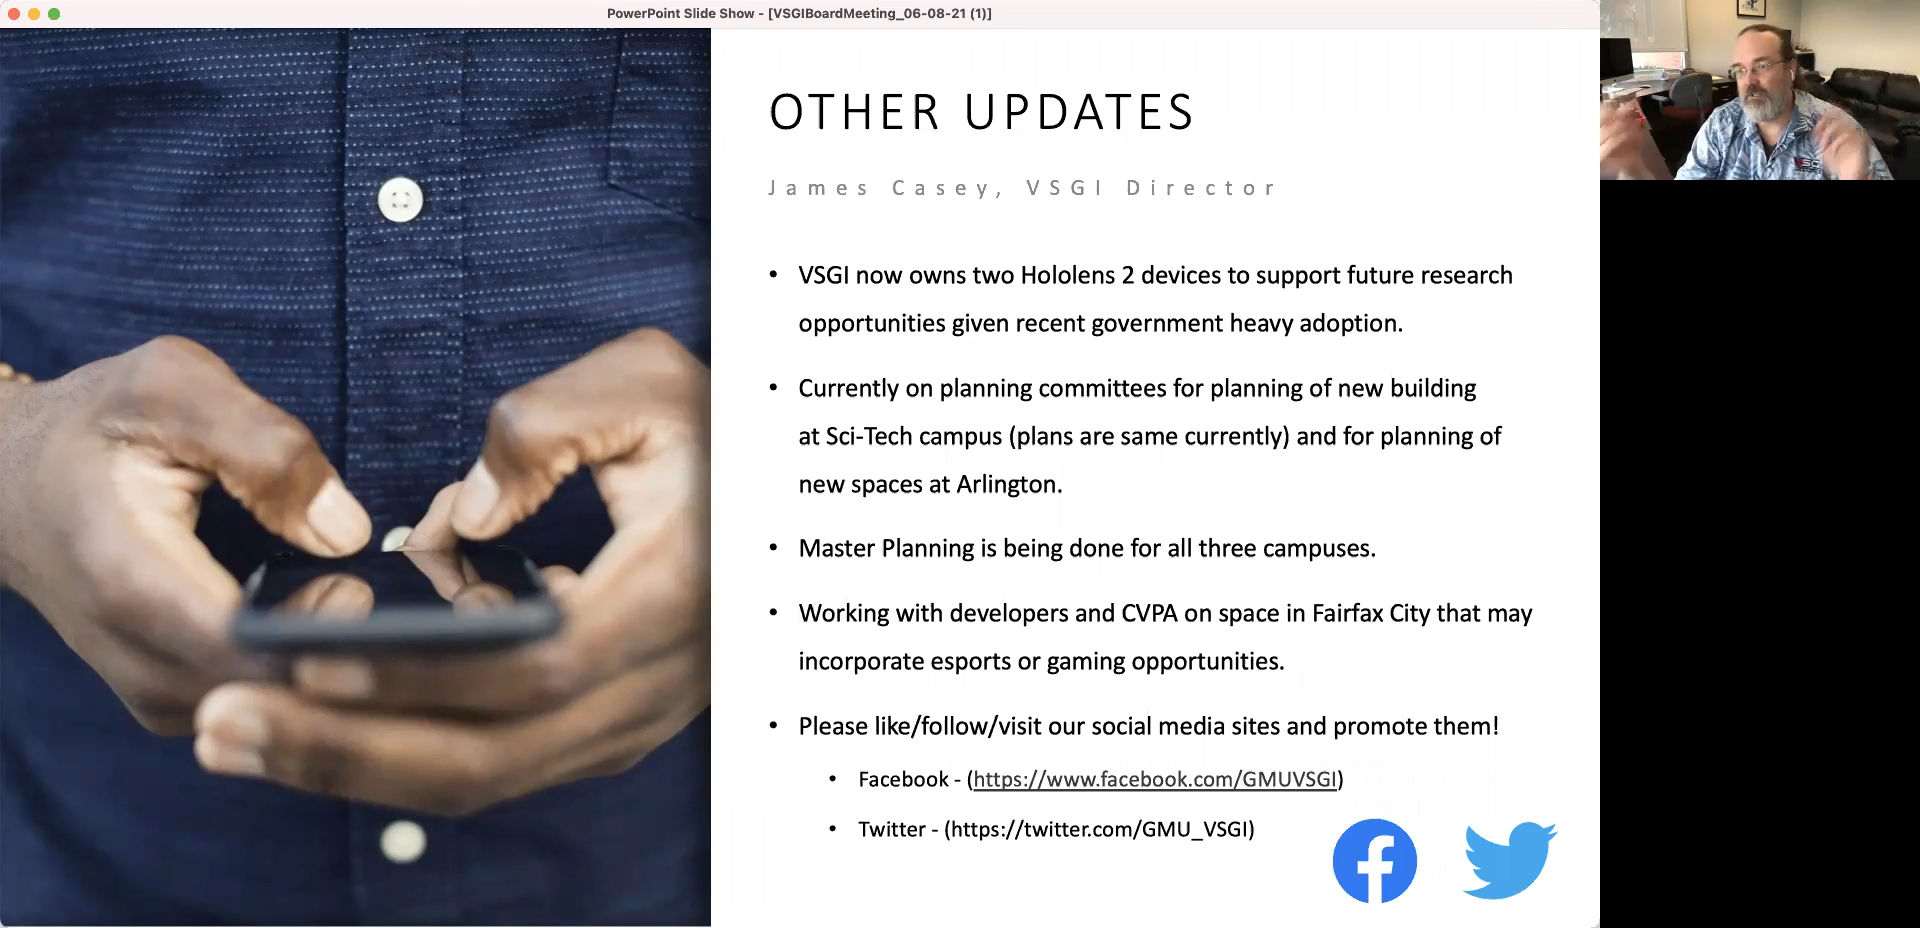 PowerPoint Slide Show - [VSGIBoardMeeting_06-08-21 (1)]
OTHER UPDATES
James Casey, VSGI Director
• VSGI now owns two Hololens 2 devices to support future research
opportunities given recent government heavy adoption.
• Currently on planning committees for planning of new building
at Sci-Tech campus (plans are same currently) and for planning of
new spaces at Arlington.
• Master Planning is being done for all three campuses.
• Working with developers and CVPA on space in Fairfax City that may
incorporate esports or gaming opportunities.
• Please like/follow/visit our social media sites and promote them!
• Facebook - (https://www.facebook.com/GMUVSGI)
• Twitter - (https://twitter.com/GMU_VSGI)